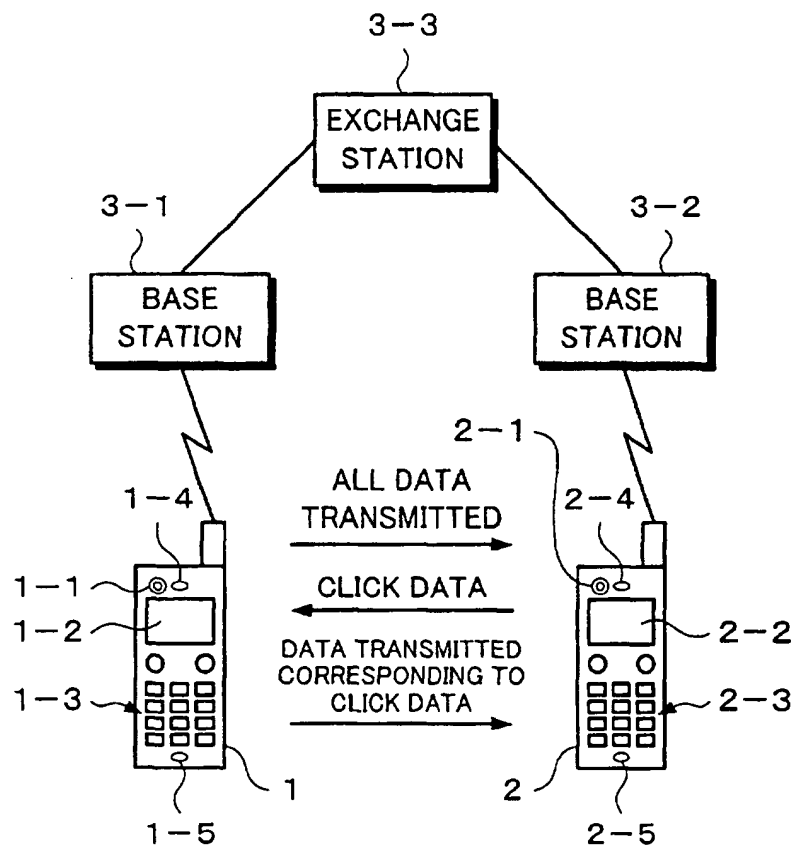 3-3
EXCHANGE
STATION
3-1
3-2
BASE
STATION
BASE
STATION
2-1
ALL DATA
TRANSMITTED
1-4
2-4
1-1
CLICK DATA
1-2
2-2
DATA TRANSMITTED
CORRESPONDING TO
CLICK DATA
1-3
2-3
1
2
1-5
2-5